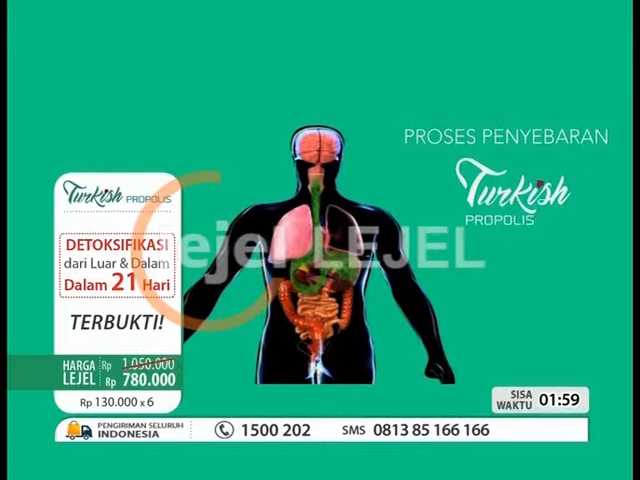 PROSES PENYEBARAN
Turkish
PROPOLIS
Turkish PROPOLIS
DETOKSIFIKASI
dari Luar & Dalam
Dalam 21 Hari
TERBUKTI!
lejel LEJEL
HARGA LEJEL
Rp 1.050.000
Rp 780.000
Rp 130.000 x 6
SISA WAKTU 01:59
PENGIRIMAN SELURUH
INDONESIA
1500 202
SMS 0813 85 166 166